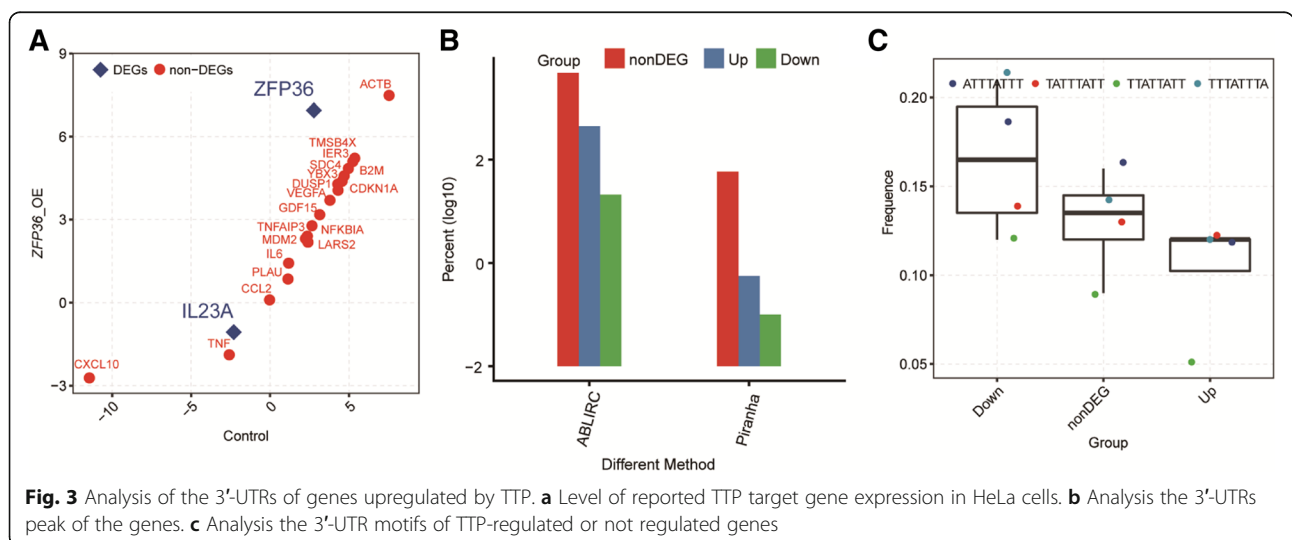 A
9
6
3
0
−3
ZFP36_OE
DEGs non−DEGs
ZFP36
ACTB
TMSB4X
IER3
SDC4
B2M
YBX3
DUSP1
CDKN1A
VEGFA
GDF15
TNFAIP3
NFKBIA
MDM2
LARS2
IL6
PLAU
CCL2
IL23A
TNF
CXCL10
−10 −5 0 5
Control
B
Group nonDEG Up Down
2
0
−2
Percent (log10)
ABLIRC Piranha
Different Method
C
ATTTATTT TATTTATT TTATTATT TTTATTTA
0.20
0.15
0.10
0.05
Frequence
Down nonDEG Up
Group
Fig. 3 Analysis of the 3′-UTRs of genes upregulated by TTP. a Level of reported TTP target gene expression in HeLa cells. b Analysis the 3′-UTRs
peak of the genes. c Analysis the 3′-UTR motifs of TTP-regulated or not regulated genes